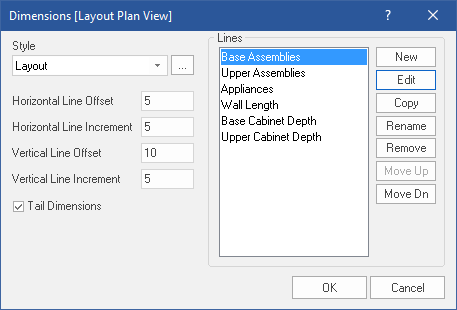 Dimensions [Layout Plan View]
?
Style
Layout
...
Horizontal Line Offset
5
Horizontal Line Increment
5
Vertical Line Offset
10
Vertical Line Increment
5
Tail Dimensions
Lines
Base Assemblies
Upper Assemblies
Appliances
Wall Length
Base Cabinet Depth
Upper Cabinet Depth
New
Edit
Copy
Rename
Remove
Move Up
Move Dn
OK
Cancel